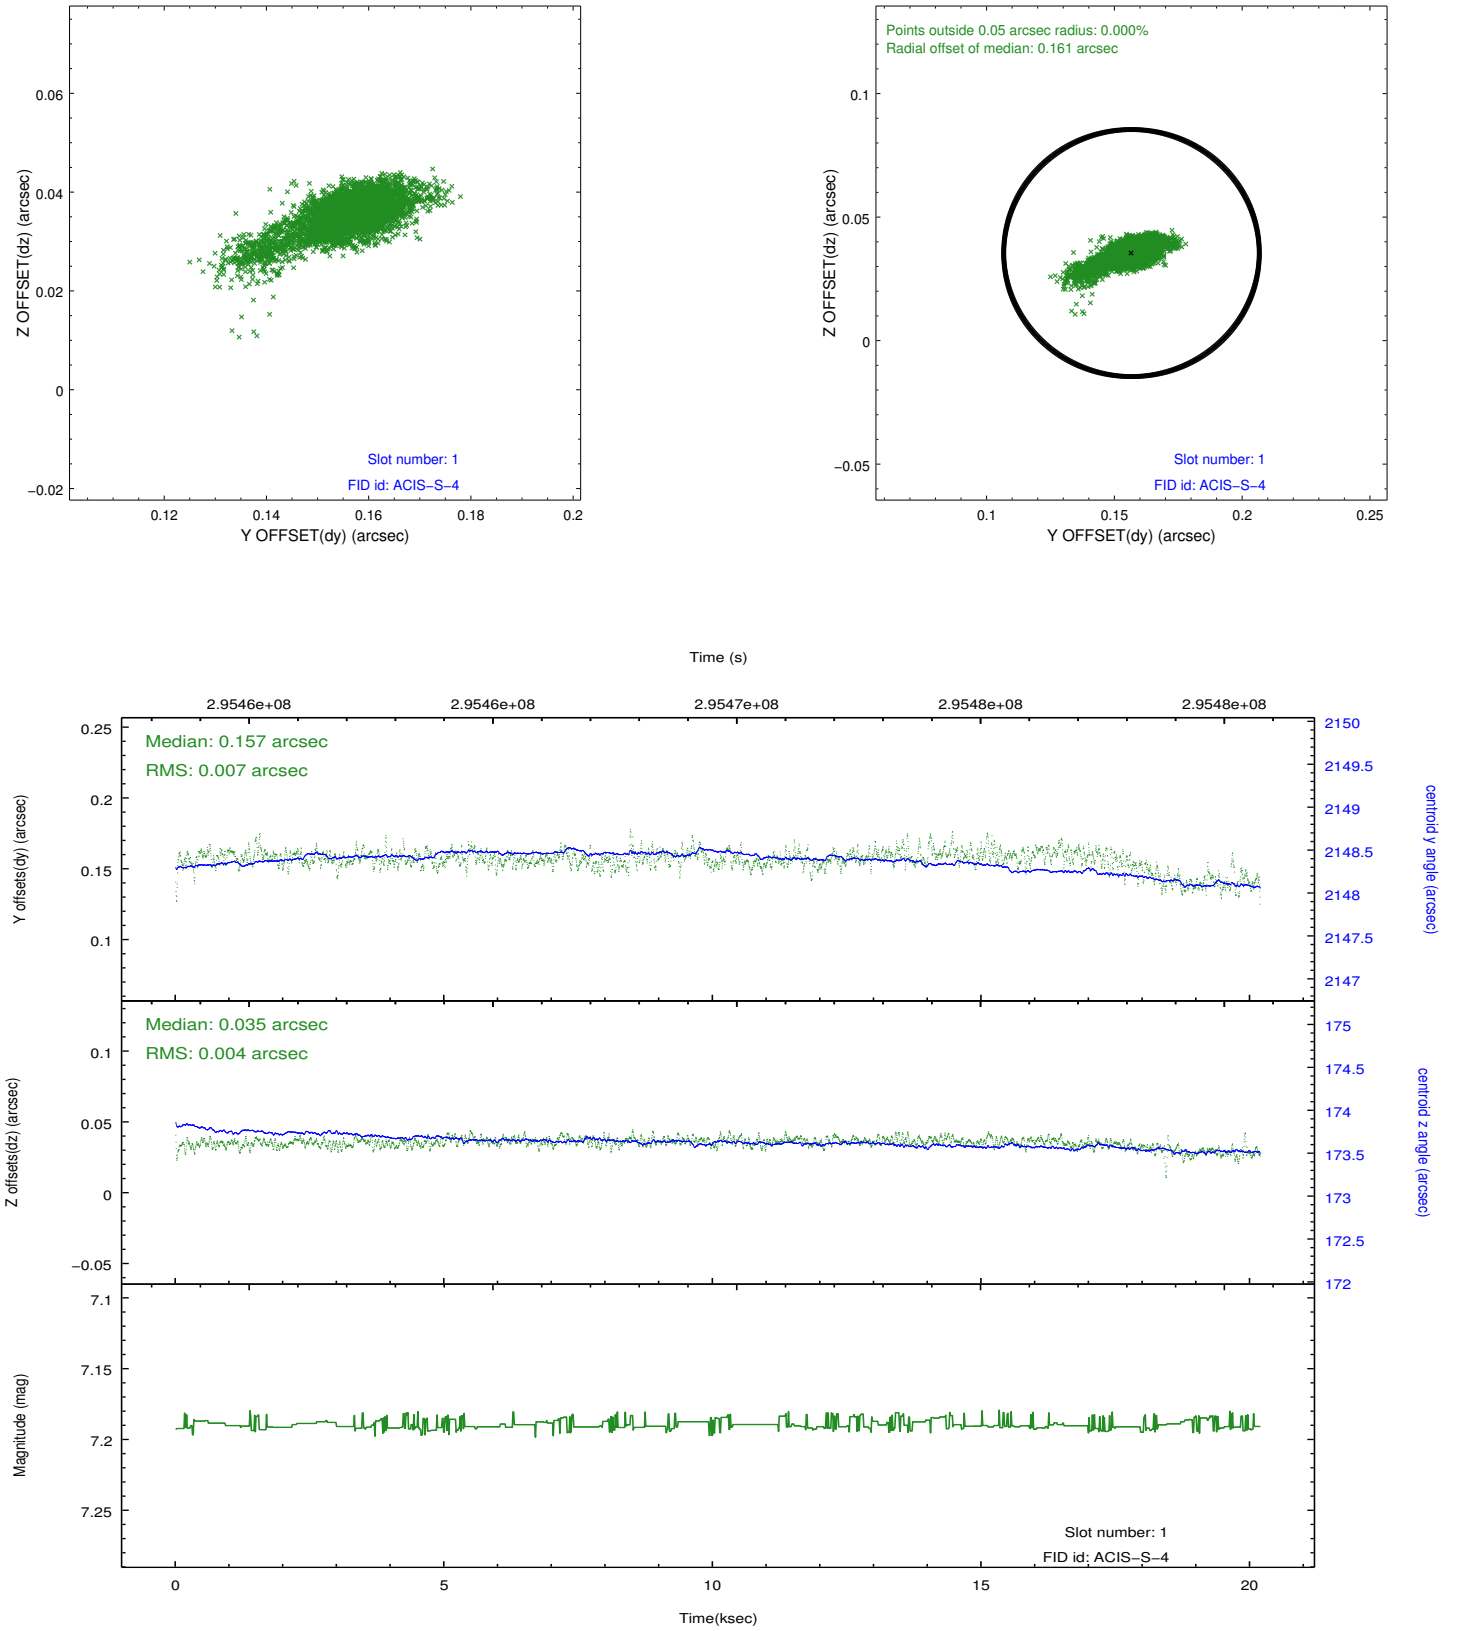 0.06
0.04
0.02
0
−0.02
0.12
0.14
0.16
0.18
0.2
Z OFFSET(dz) (arcsec)
Y OFFSET(dy) (arcsec)
Slot number: 1
FID id: ACIS−S−4
Points outside 0.05 arcsec radius: 0.000%
Radial offset of median: 0.161 arcsec
0.1
0.05
0
−0.05
0.1
0.15
0.2
0.25
Z OFFSET(dz) (arcsec)
Y OFFSET(dy) (arcsec)
Slot number: 1
FID id: ACIS−S−4
Time (s)
2.9546e+08
2.9546e+08
2.9547e+08
2.9548e+08
2.9548e+08
Median: 0.157 arcsec
RMS: 0.007 arcsec
0.25
0.2
0.15
0.1
Y offsets(dy) (arcsec)
2150
2149.5
2149
2148.5
2148
2147.5
2147
centroid y angle (arcsec)
Median: 0.035 arcsec
RMS: 0.004 arcsec
0.1
0.05
0
−0.05
Z offsets(dz) (arcsec)
175
174.5
174
173.5
173
172.5
172
centroid z angle (arcsec)
7.1
7.15
7.2
7.25
Magnitude (mag)
Slot number: 1
FID id: ACIS−S−4
0
5
10
15
20
Time(ksec)